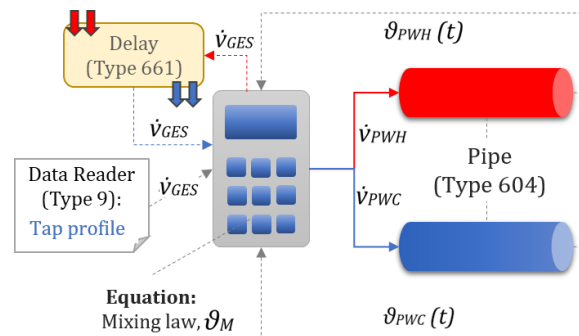 Delay
(Type 661)
v̇GES
ϑPWH (t)
v̇GES
v̇PWH
Data Reader
(Type 9):
Tap profile
v̇GES
Pipe
(Type 604)
v̇PWC
Equation:
Mixing law, ϑM
ϑPWC (t)